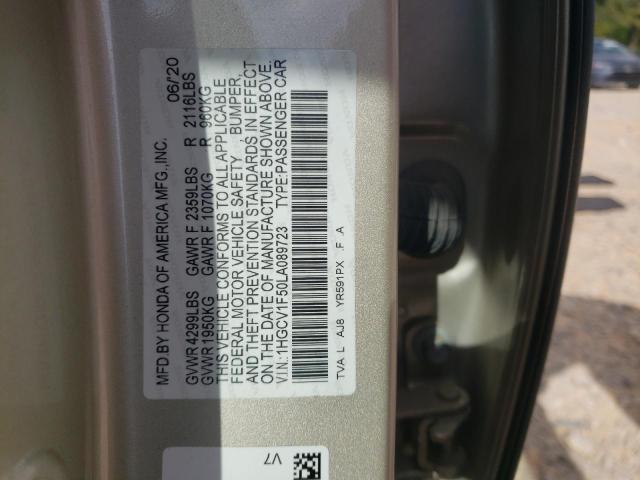 MFD BY HONDA OF AMERICA MFG.,INC. 06/'20
GVWR 4299LBS GAWR F 2359LBS R 2116LBS
GVWR 1950KG GAWR F 1070KG R 960KG
THIS VEHICLE CONFORMS TO ALL APPLICABLE
FEDERAL MOTOR VEHICLE SAFETY BUMPER,
AND THEFT PREVENTION STANDARDS IN EFFECT
ON THE DATE OF MANUFACTURE SHOWN ABOVE.
V.I.N.:1HGCV1F50LA089723 TYPE:PASSENGER CAR
TVA L AJ8 YR591PX .F .A
V7